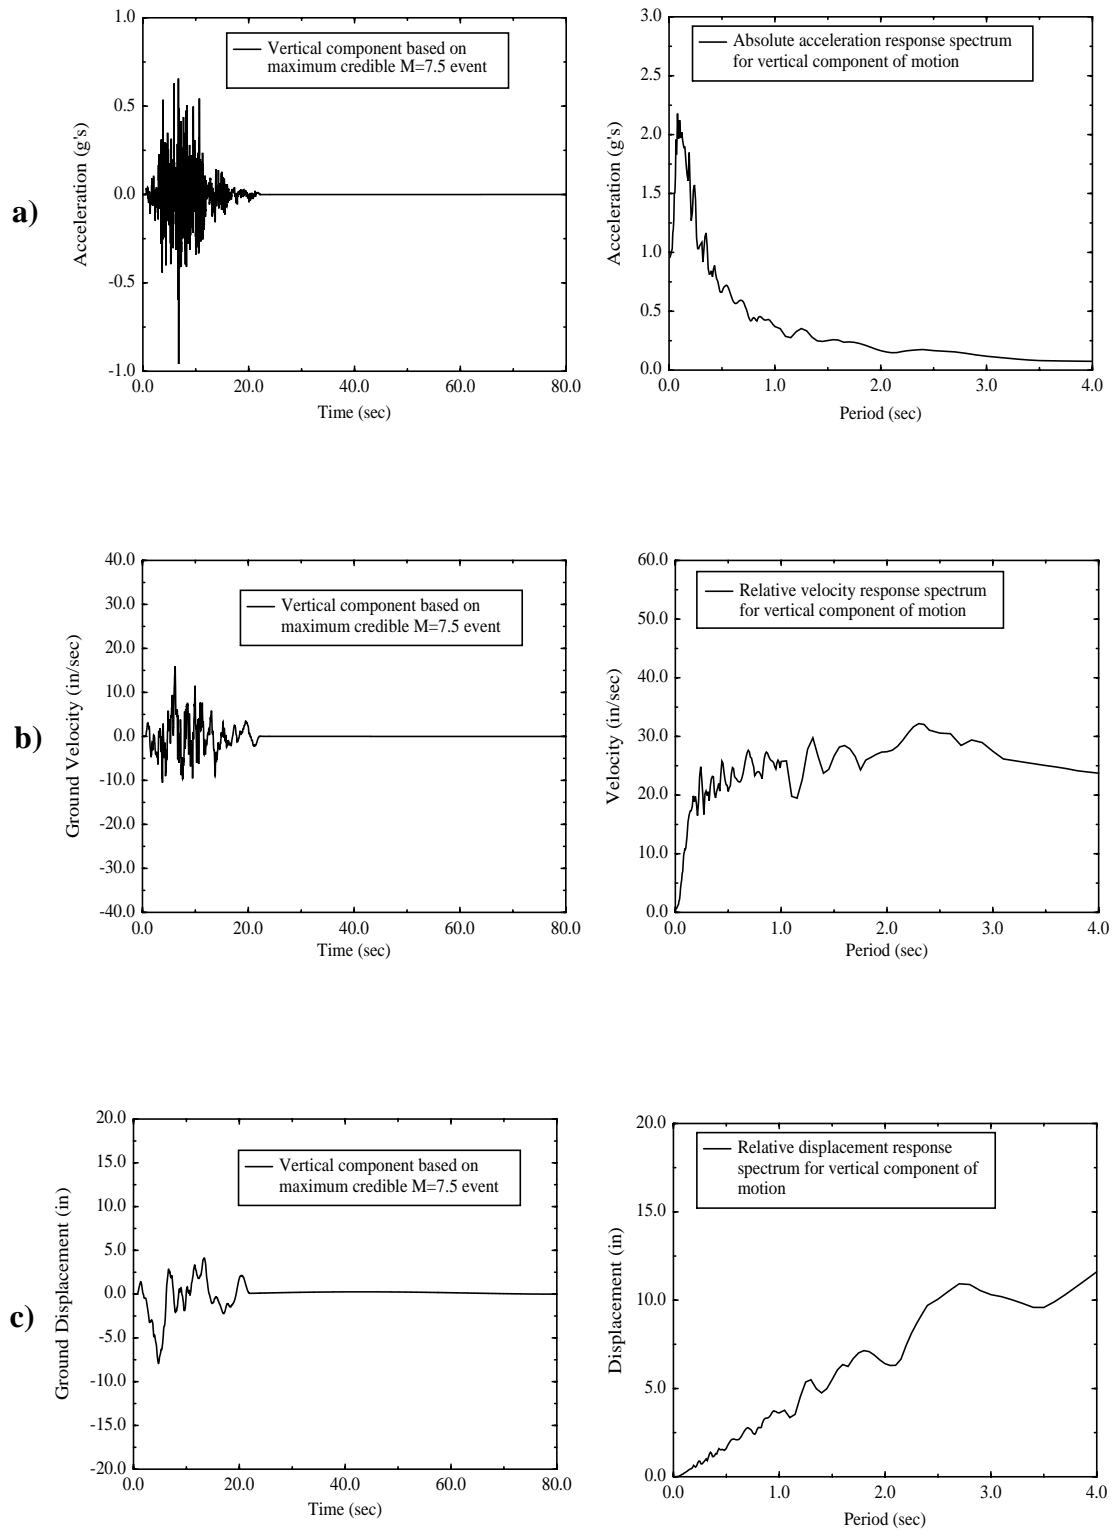 a)
1.0
0.5
0.0
-0.5
-1.0
Acceleration (g's)
Vertical component based on
maximum credible M=7.5 event
0.0 20.0 40.0 60.0 80.0
Time (sec)
3.0
2.5
2.0
1.5
1.0
0.5
0.0
Acceleration (g's)
Absolute acceleration response spectrum
for vertical component of motion
0.0 1.0 2.0 3.0 4.0
Period (sec)
b)
40.0
30.0
20.0
10.0
0.0
-10.0
-20.0
-30.0
-40.0
Ground Velocity (in/sec)
Vertical component based on
maximum credible M=7.5 event
0.0 20.0 40.0 60.0 80.0
Time (sec)
60.0
50.0
40.0
30.0
20.0
10.0
0.0
Velocity (in/sec)
Relative velocity response spectrum
for vertical component of motion
0.0 1.0 2.0 3.0 4.0
Period (sec)
c)
20.0
15.0
10.0
5.0
0.0
-5.0
-10.0
-15.0
-20.0
Ground Displacement (in)
Vertical component based on
maximum credible M=7.5 event
0.0 20.0 40.0 60.0 80.0
Time (sec)
20.0
15.0
10.0
5.0
0.0
Displacement (in)
Relative displacement response
spectrum for vertical component of
motion
0.0 1.0 2.0 3.0 4.0
Period (sec)